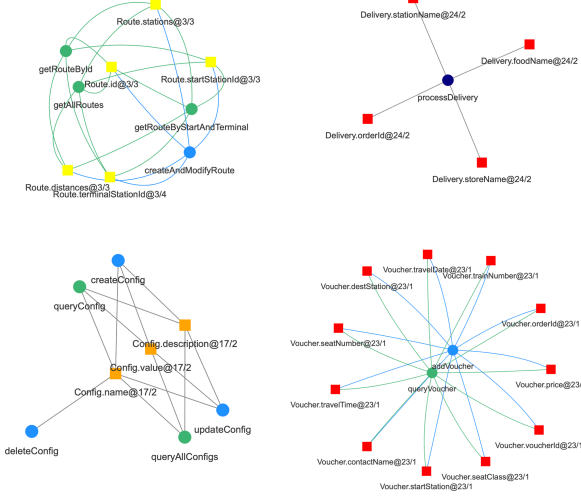 Route.stations@3/3
getRouteById
Route.id@3/3
Route.startStationId@3/3
getAllRoutes
getRouteByStartAndTerminal
createAndModifyRoute
Route.distances@3/3
Route.terminalStationId@3/4
Delivery.stationName@24/2
Delivery.foodName@24/2
processDelivery
Delivery.orderId@24/2
Delivery.storeName@24/2
createConfig
queryConfig
Config.description@17/2
Config.value@17/2
Config.name@17/2
updateConfig
deleteConfig
queryAllConfigs
Voucher.travelDate@23/1
Voucher.trainNumber@23/1
Voucher.destStation@23/1
Voucher.orderId@23/1
Voucher.seatNumber@23/1
addVoucher
queryVoucher
Voucher.price@23/
Voucher.travelTime@23/1
Voucher.voucherId@23/1
Voucher.contactName@23/1
Voucher.seatClass@23/1
Voucher.startStation@23/1